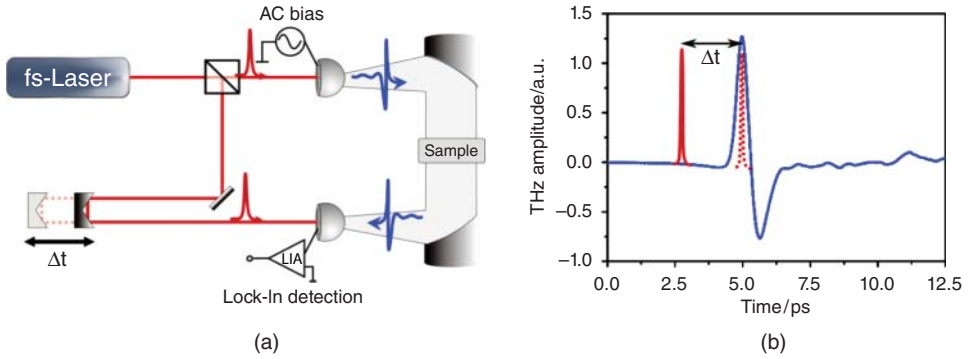 AC bias
fs-Laser
Sample
Δt
LIA
Lock-In detection
(a)
THz amplitude/a.u.
1.5
1.0
0.5
0.0
−0.5
−1.0
Δt
0.0 2.5 5.0 7.5 10.0 12.5
Time/ps
(b)